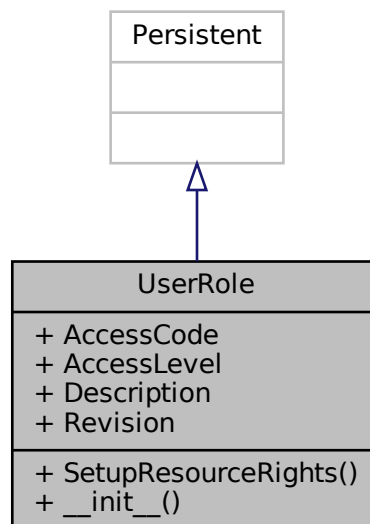 Persistent
UserRole
+ AccessCode
+ AccessLevel
+ Description
+ Revision
+ SetupResourceRights()
+ __init__()